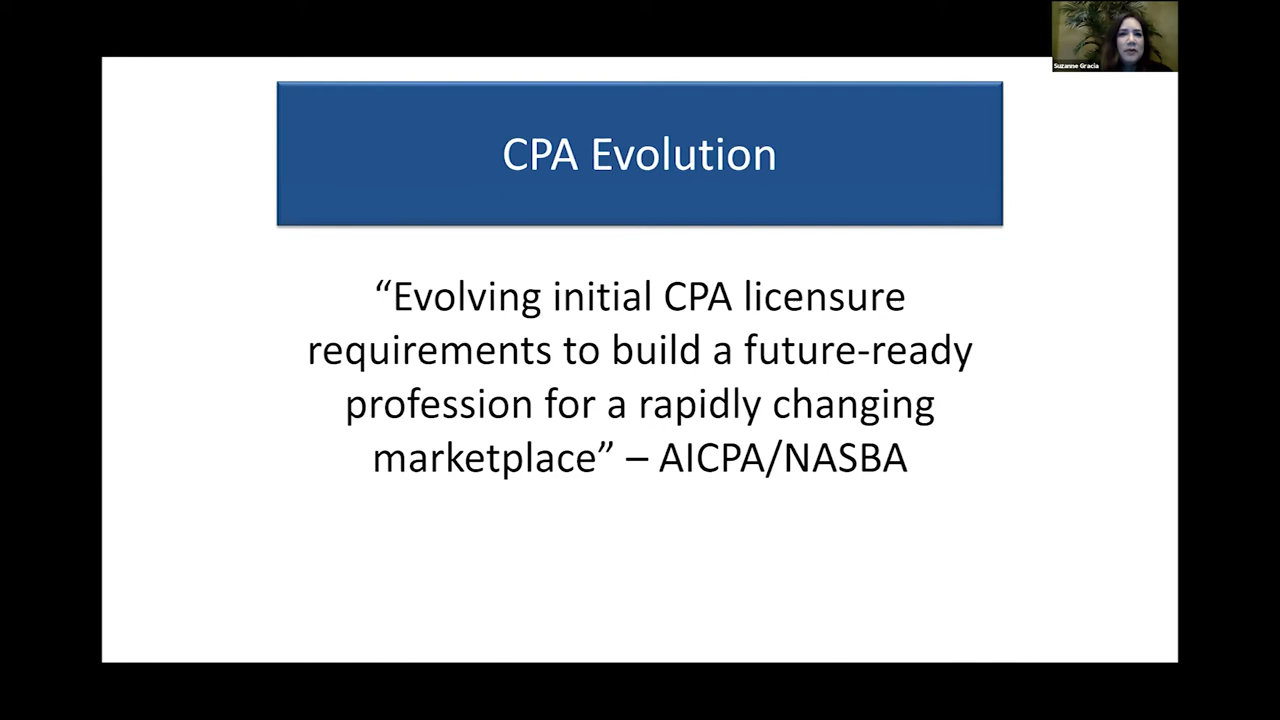 Suzanne Gracia
CPA Evolution
“Evolving initial CPA licensure
requirements to build a future-ready
profession for a rapidly changing
marketplace” – AICPA/NASBA